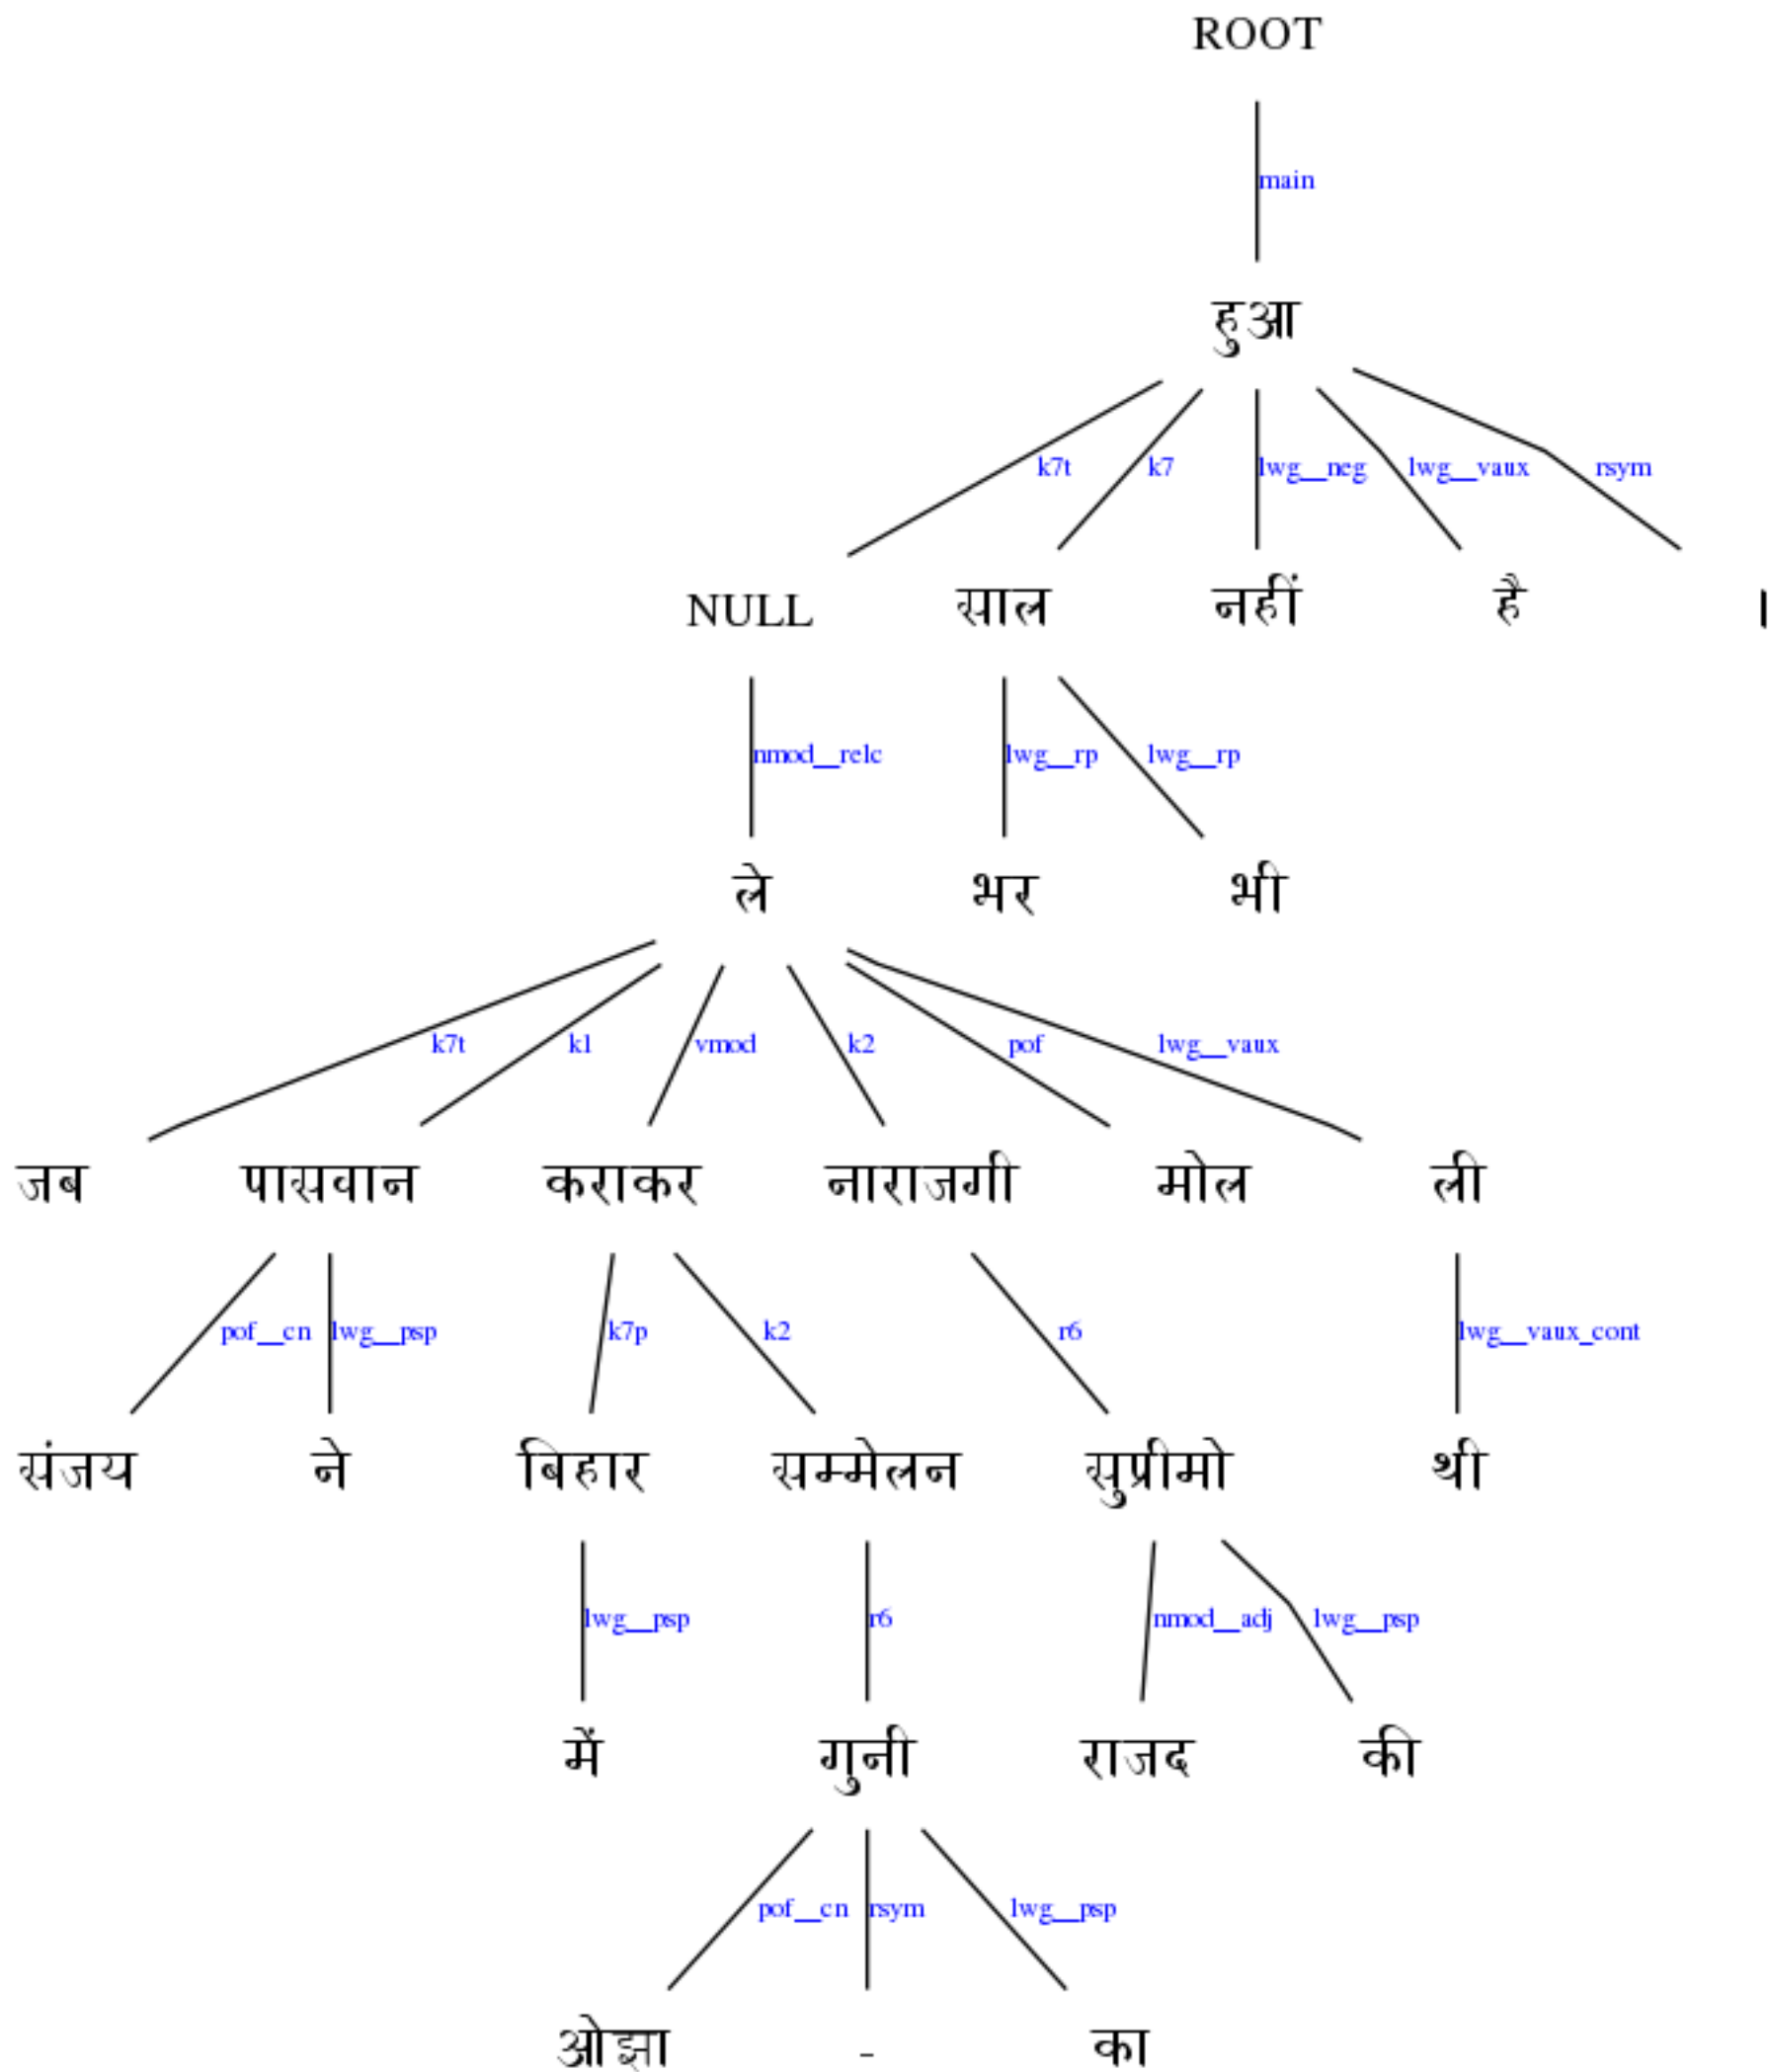 ROOT
main
हुआ
k7t k7 lwg__neg lwg__vaux rsym
NULL साल नहीं है ।
nmod__relc lwg__rp lwg__rp
ले भर भी
k7t k1 vmod k2 pof lwg__vaux
जब पासवान कराकर नाराजगी मोल ली
pof__cn lwg__psp k7p k2 r6 lwg__vaux_cont
संजय ने बिहार सम्मेलन सुप्रीमो थी
lwg__psp r6 nmod__adj lwg__psp
में गुनी राजद की
pof__cn rsym lwg__psp
ओझा - का